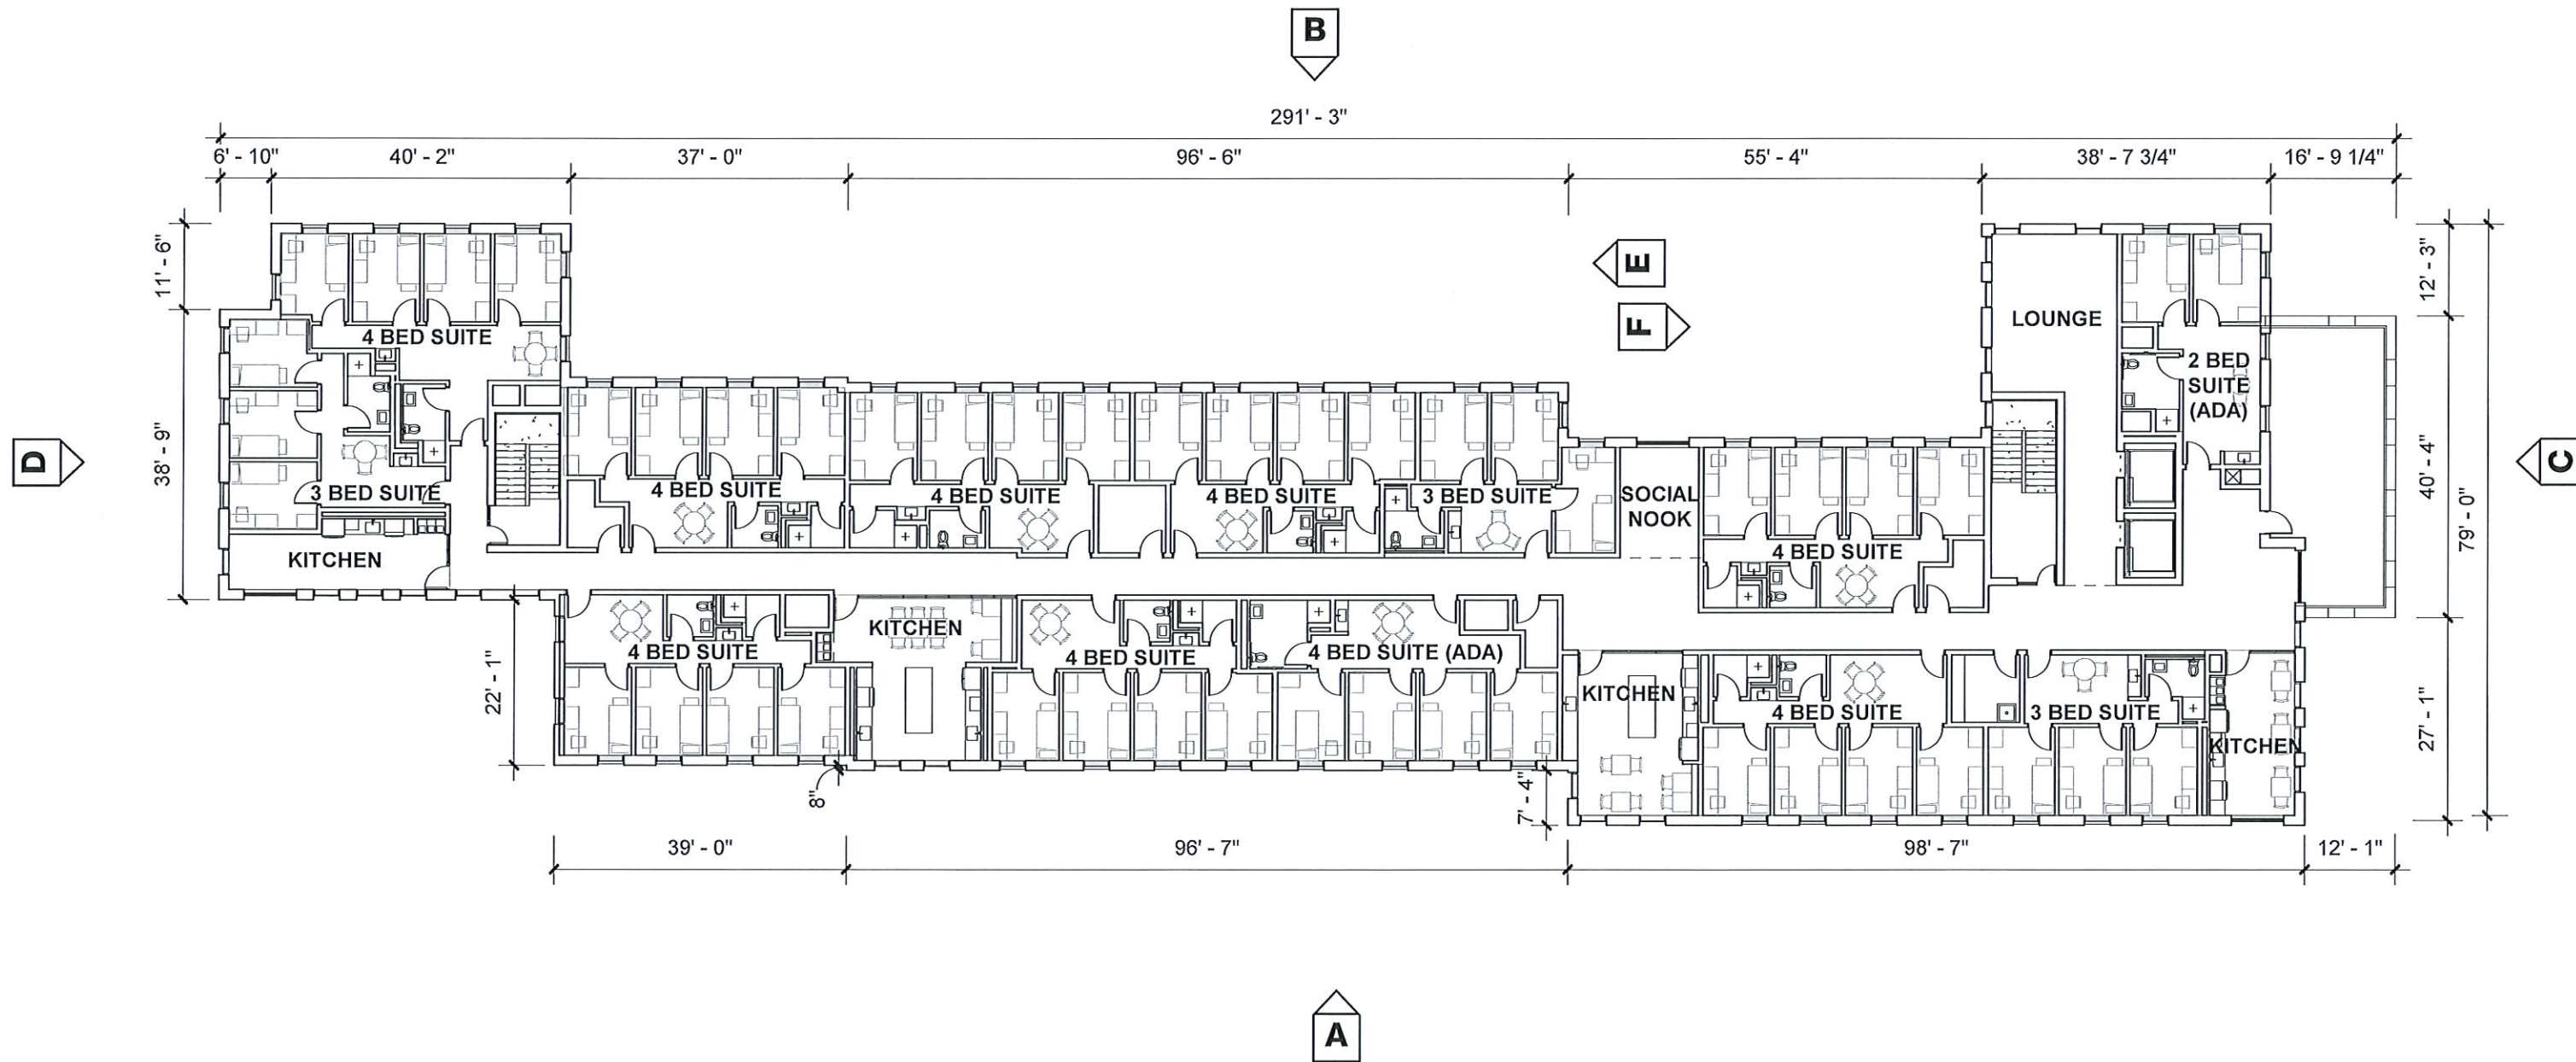 B
291' - 3"
6' - 10"
40' - 2"
37' - 0"
96' - 6"
55' - 4"
38' - 7 3/4"
16' - 9 1/4"
11' - 6"
38' - 9"
12' - 3"
40' - 4"
79' - 0"
27' - 1"
E
F
D
C
4 BED SUITE
3 BED SUITE
KITCHEN
4 BED SUITE
4 BED SUITE
4 BED SUITE
3 BED SUITE
SOCIAL
NOOK
4 BED SUITE
LOUNGE
2 BED
SUITE
(ADA)
4 BED SUITE
KITCHEN
4 BED SUITE
4 BED SUITE (ADA)
KITCHEN
4 BED SUITE
3 BED SUITE
KITCHEN
22' - 1"
8"
7' - 4"
39' - 0"
96' - 7"
98' - 7"
12' - 1"
A